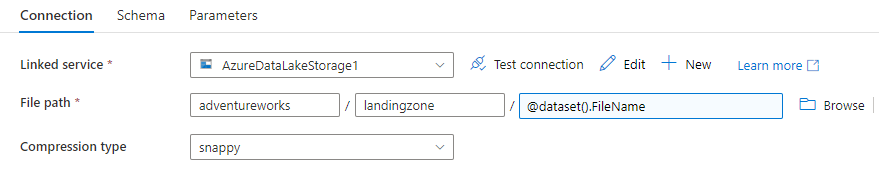 Connection Schema Parameters
Linked service * AzureDataLakeStorage1 Test connection Edit New Learn more
File path * adventureworks / landingzone / @dataset().FileName Browse
Compression type snappy